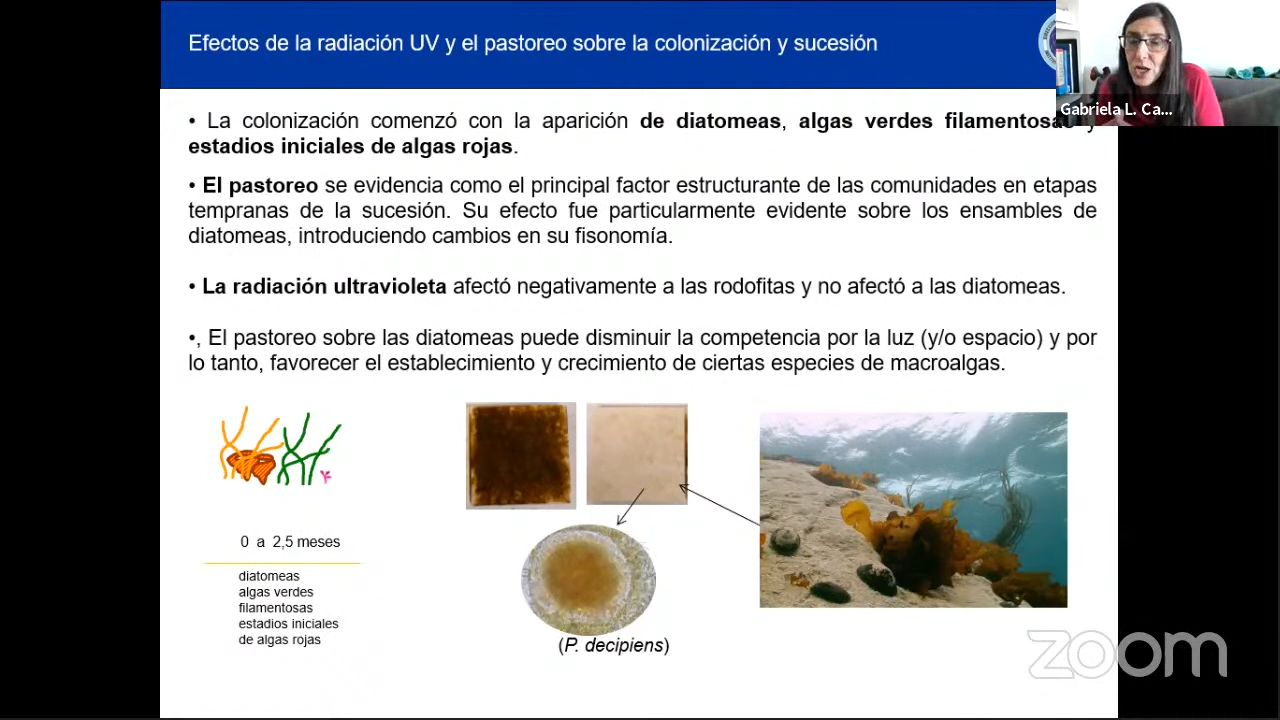 Efectos de la radiación UV y el pastoreo sobre la colonización y sucesión
Gabriela L. Ca...
• La colonización comenzó con la aparición de diatomeas, algas verdes filamentosas y
estadios iniciales de algas rojas.
• El pastoreo se evidencia como el principal factor estructurante de las comunidades en etapas
tempranas de la sucesión. Su efecto fue particularmente evidente sobre los ensambles de
diatomeas, introduciendo cambios en su fisonomía.
• La radiación ultravioleta afectó negativamente a las rodofitas y no afectó a las diatomeas.
•, El pastoreo sobre las diatomeas puede disminuir la competencia por la luz (y/o espacio) y por
lo tanto, favorecer el establecimiento y crecimiento de ciertas especies de macroalgas.
0 a 2,5 meses
diatomeas
algas verdes
filamentosas
estadios iniciales
de algas rojas
(P. decipiens)
zoom